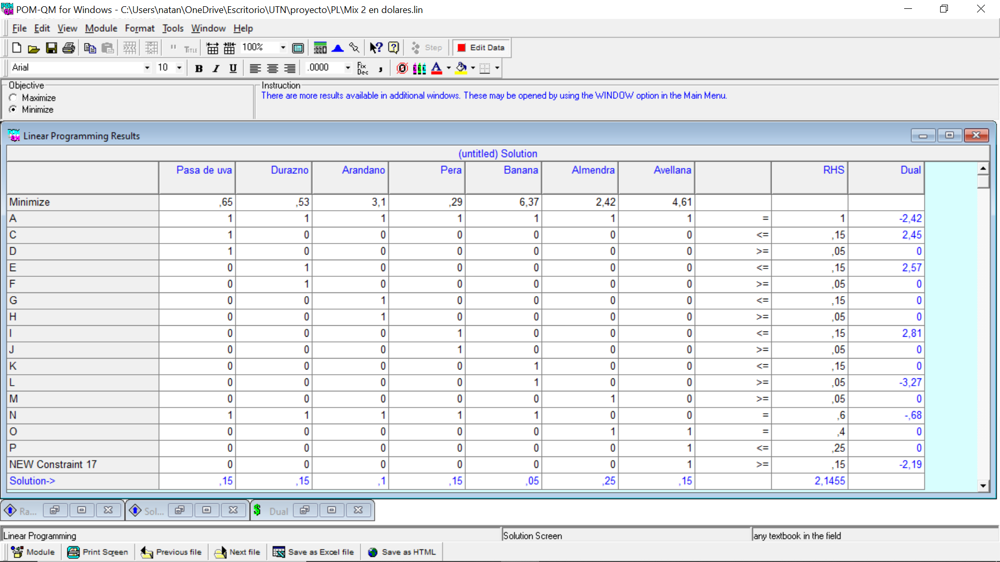 POM-QM for Windows - C:\Users\natan\OneDrive\Escritorio\UTN\proyecto\PL\Mix 2 en dolares.lin
File Edit View Module Format Tools Window Help
" TITLE 100% Step Edit Data
Arial 10 B I U .0000 Fix Dec ,
Objective
Maximize
Minimize
Instruction
There are more results available in additional windows. These may be opened by using the WINDOW option in the Main Menu.
Linear Programming Results
(untitled) Solution
Pasa de uva Durazno Arandano Pera Banana Almendra Avellana RHS Dual
Minimize ,65 ,53 3,1 ,29 6,37 2,42 4,61
A 1 1 1 1 1 1 1 = 1 -2,42
C 1 0 0 0 0 0 0 <= ,15 2,45
D 1 0 0 0 0 0 0 >= ,05 0
E 0 1 0 0 0 0 0 <= ,15 2,57
F 0 1 0 0 0 0 0 >= ,05 0
G 0 0 1 0 0 0 0 <= ,15 0
H 0 0 1 0 0 0 0 >= ,05 0
I 0 0 0 1 0 0 0 <= ,15 2,81
J 0 0 0 1 0 0 0 >= ,05 0
K 0 0 0 0 1 0 0 <= ,15 0
L 0 0 0 0 1 0 0 >= ,05 -3,27
M 0 0 0 0 0 1 0 >= ,05 0
N 1 1 1 1 1 0 0 = ,6 -,68
O 0 0 0 0 0 1 1 = ,4 0
P 0 0 0 0 0 0 1 <= ,25 0
NEW Constraint 17 0 0 0 0 0 0 1 >= ,15 -2,19
Solution-> ,15 ,15 ,1 ,15 ,05 ,25 ,15 2,1455
Ra... Sol... Dual
Linear Programming Solution Screen any textbook in the field
Module Print Screen Previous file Next file Save as Excel file Save as HTML